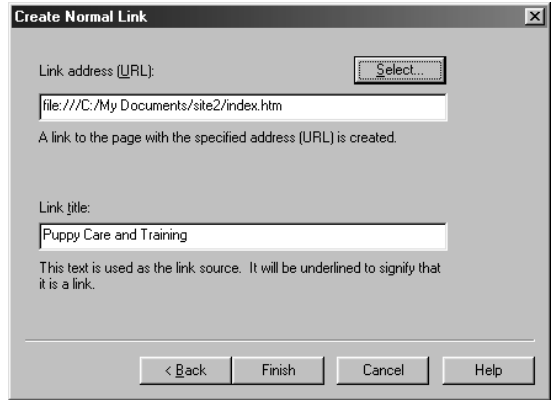 Create Normal Link
Link address (URL):
Select...
file:///C:/My Documents/site2/index.htm
A link to the page with the specified address (URL) is created.
Link title:
Puppy Care and Training
This text is used as the link source.  It will be underlined to signify that
it is a link.
< Back
Finish
Cancel
Help